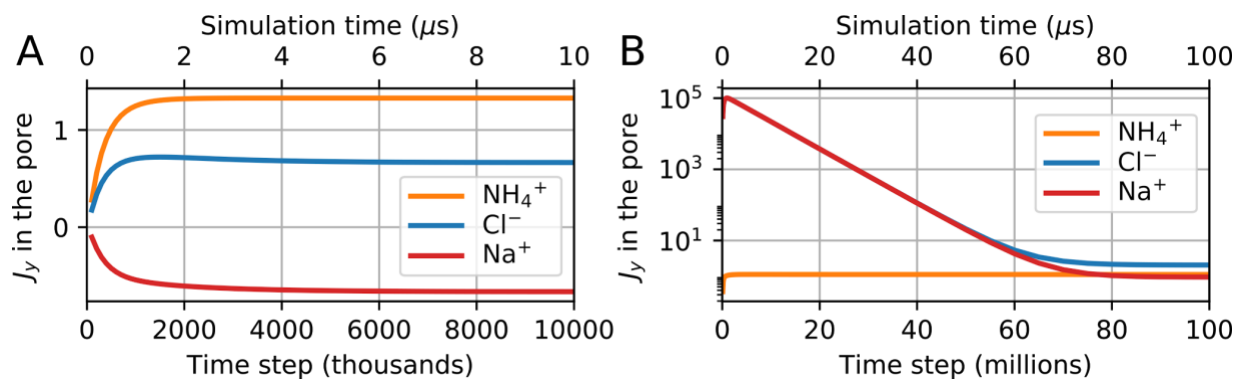 A
Simulation time (μs)
0 2 4 6 8 10
J_y in the pore
1
0
NH₄⁺
Cl⁻
Na⁺
0 2000 4000 6000 8000 10000
Time step (thousands)
B
Simulation time (μs)
0 20 40 60 80 100
J_y in the pore
10⁵
10³
10¹
NH₄⁺
Cl⁻
Na⁺
0 20 40 60 80 100
Time step (millions)